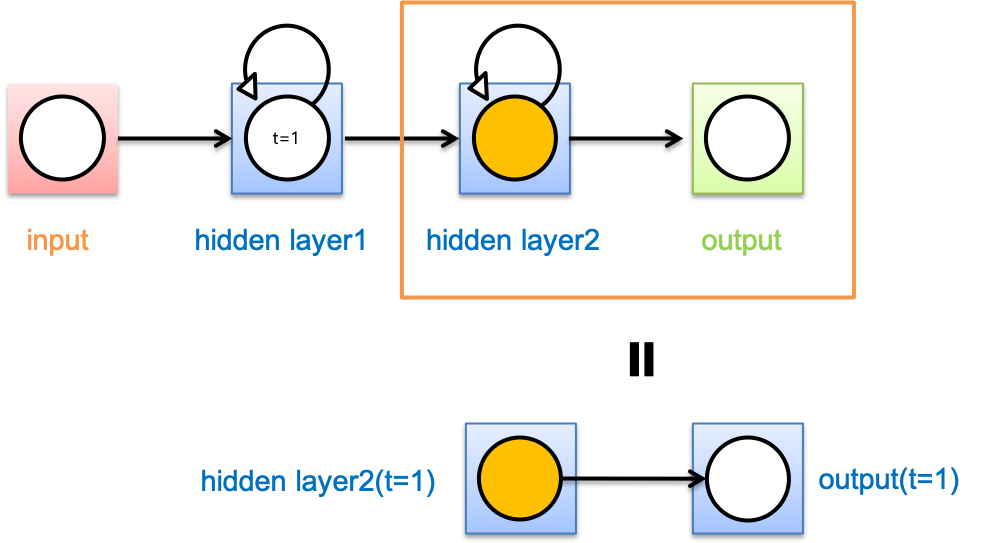 t=1
input
hidden layer1
hidden layer2
output
hidden layer2(t=1)
output(t=1)